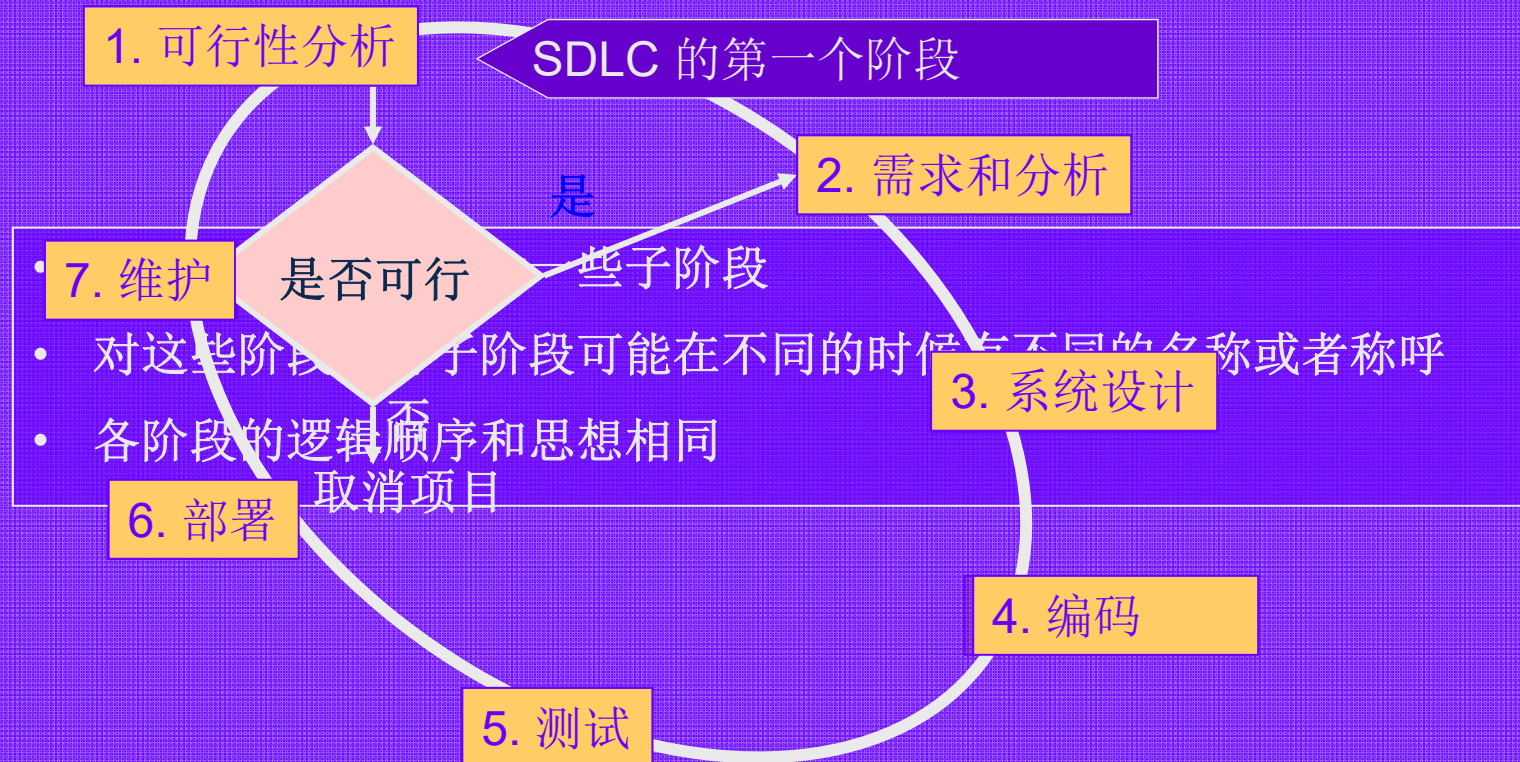 1. 可行性分析
SDLC 的第一个阶段
2. 需求和分析
是
7. 维护
是否可行
一些子阶段
对这些阶段 子阶段可能在不同的时候 不同的名称或者称呼
3. 系统设计
否
各阶段的逻辑顺序和思想相同
取消项目
6. 部署
4. 编码
5. 测试